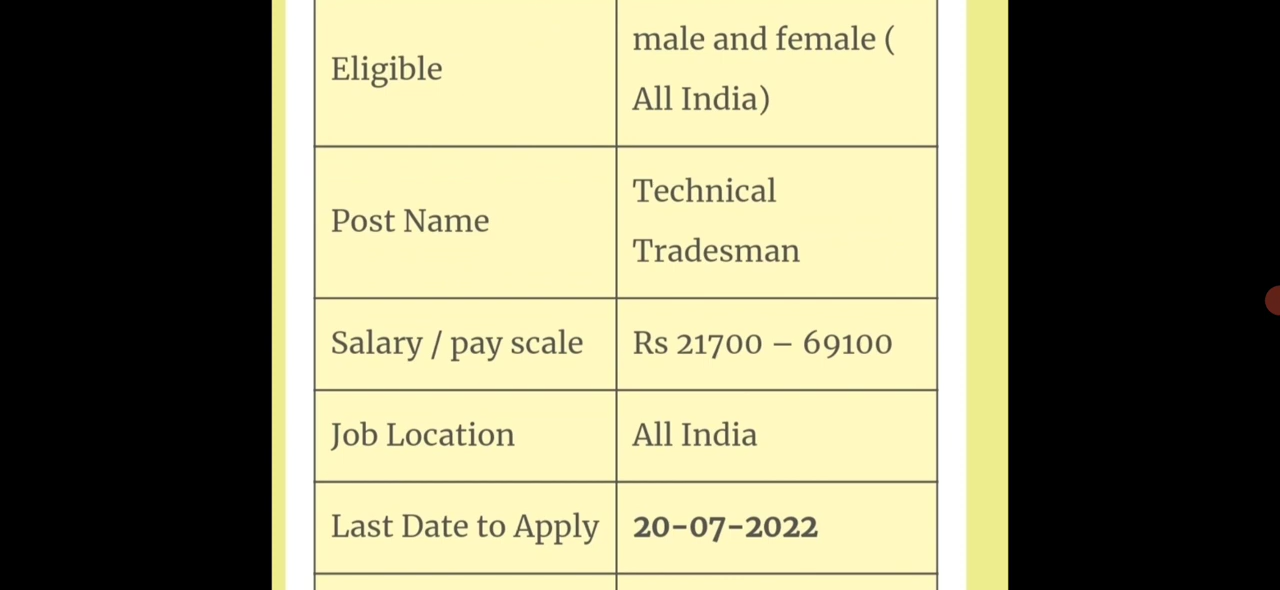 Eligible
male and female (
All India)
Post Name
Technical
Tradesman
Salary / pay scale
Rs 21700 – 69100
Job Location
All India
Last Date to Apply
20-07-2022